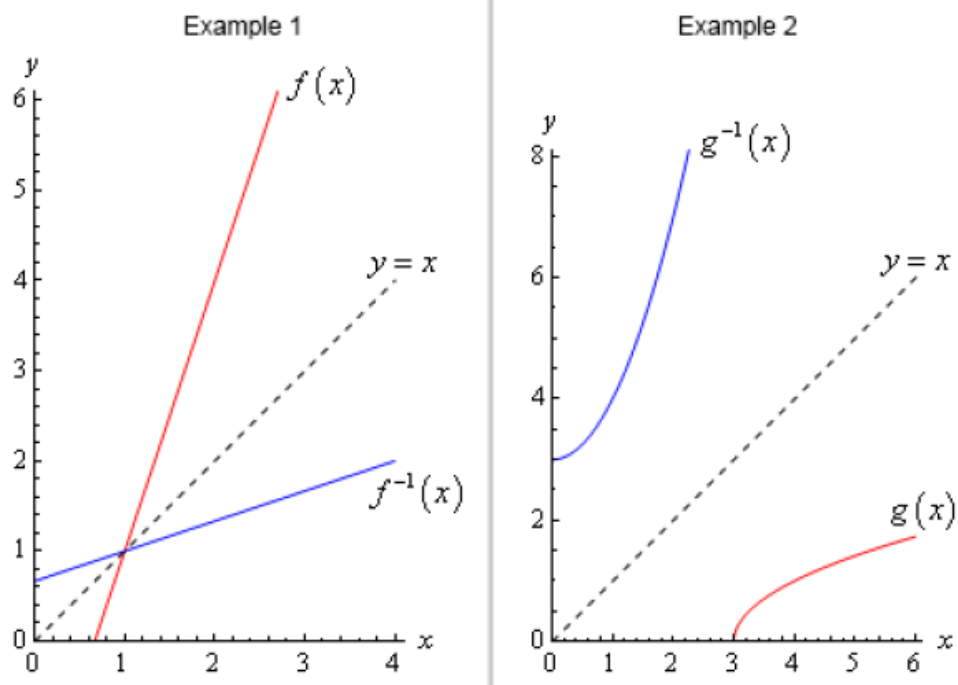 Example 1
y
f(x)
6
5
y = x
4
3
2
f⁻¹(x)
1
0
0 1 2 3 4 x
Example 2
y
g⁻¹(x)
8
y = x
6
4
g(x)
2
0
0 1 2 3 4 5 6 x